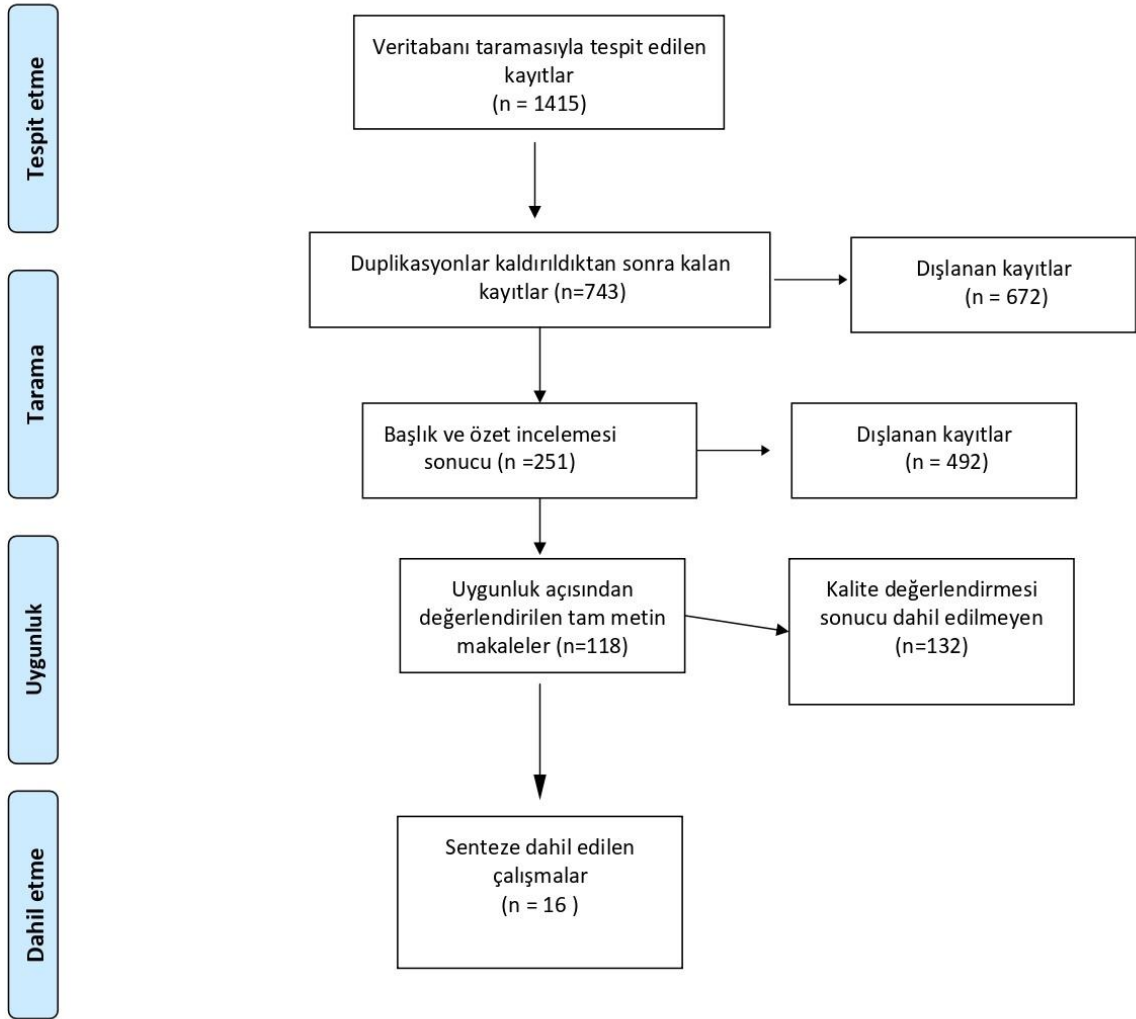 Tespit etme
Veritabanı taramasıyla tespit edilen
kayıtlar
(n = 1415)
Tarama
Duplikasyonlar kaldırıldıktan sonra kalan
kayıtlar (n=743)
Dışlanan kayıtlar
(n = 672)
Başlık ve özet incelemesi
sonucu (n =251)
Dışlanan kayıtlar
(n = 492)
Uygunluk
Uygunluk açısından
değerlendirilen tam metin
makaleler (n=118)
Kalite değerlendirmesi
sonucu dahil edilmeyen
(n=132)
Dahil etme
Senteze dahil edilen
çalışmalar
(n = 16 )